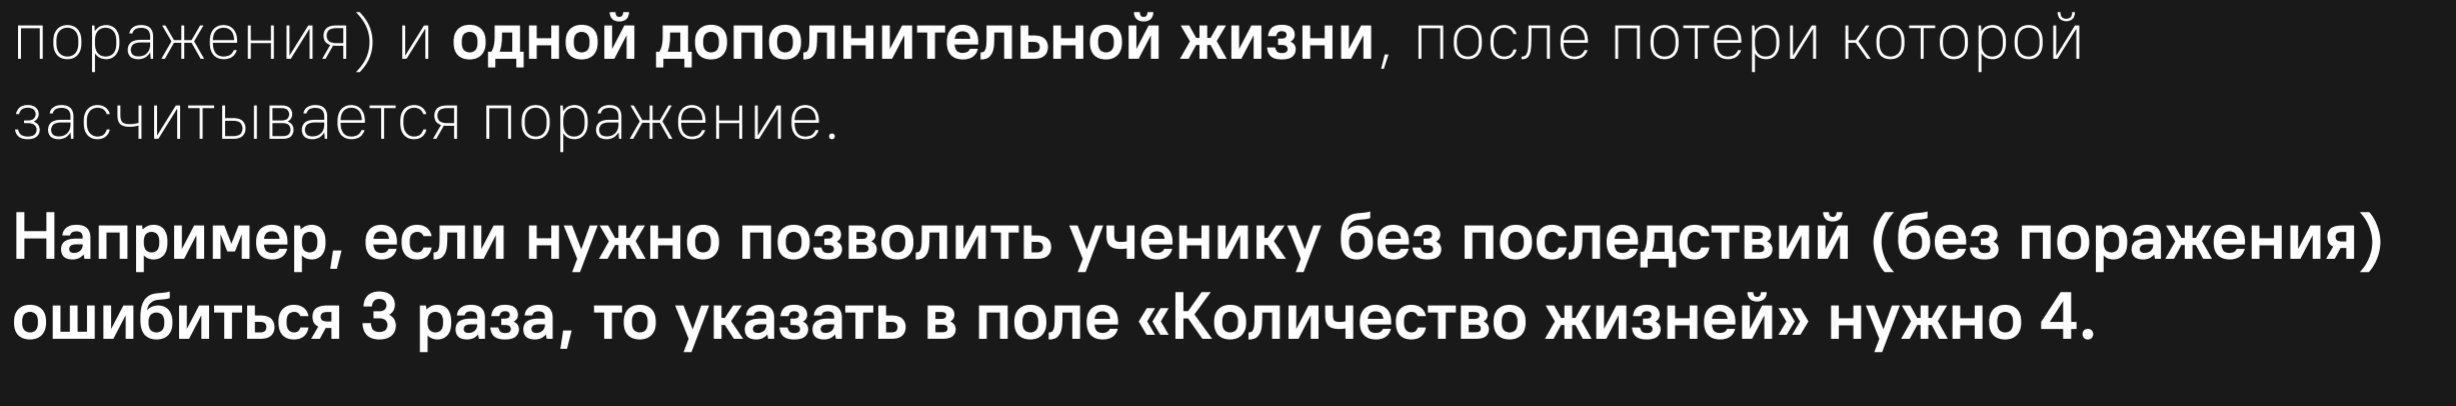 поражения) и одной дополнительной жизни, после потери которой
засчитывается поражение.
Например, если нужно позволить ученику без последствий (без поражения)
ошибиться 3 раза, то указать в поле «Количество жизней» нужно 4.